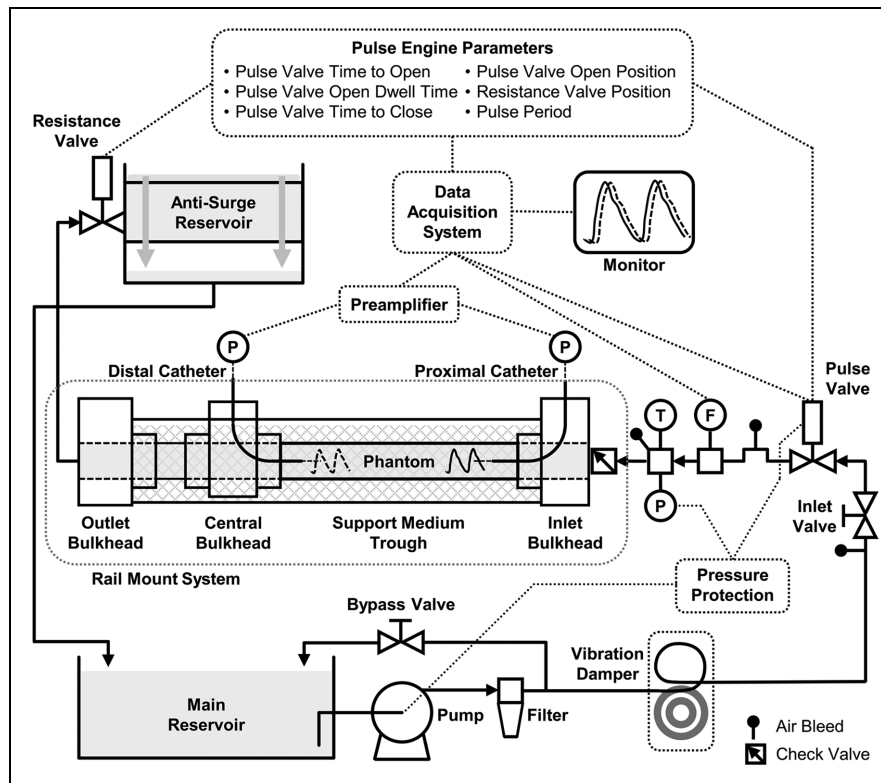 Pulse Engine Parameters
• Pulse Valve Time to Open
• Pulse Valve Open Position
• Pulse Valve Open Dwell Time
• Resistance Valve Position
• Pulse Valve Time to Close
• Pulse Period
Resistance
Valve
Anti-Surge
Reservoir
Data
Acquisition
System
Monitor
Preamplifier
P
P
Distal Catheter
Proximal Catheter
Pulse
Valve
T
F
Phantom
P
Inlet
Valve
Outlet
Bulkhead
Central
Bulkhead
Support Medium
Trough
Inlet
Bulkhead
Rail Mount System
Pressure
Protection
Bypass Valve
Vibration
Damper
Main
Reservoir
Pump
Filter
Air Bleed
Check Valve